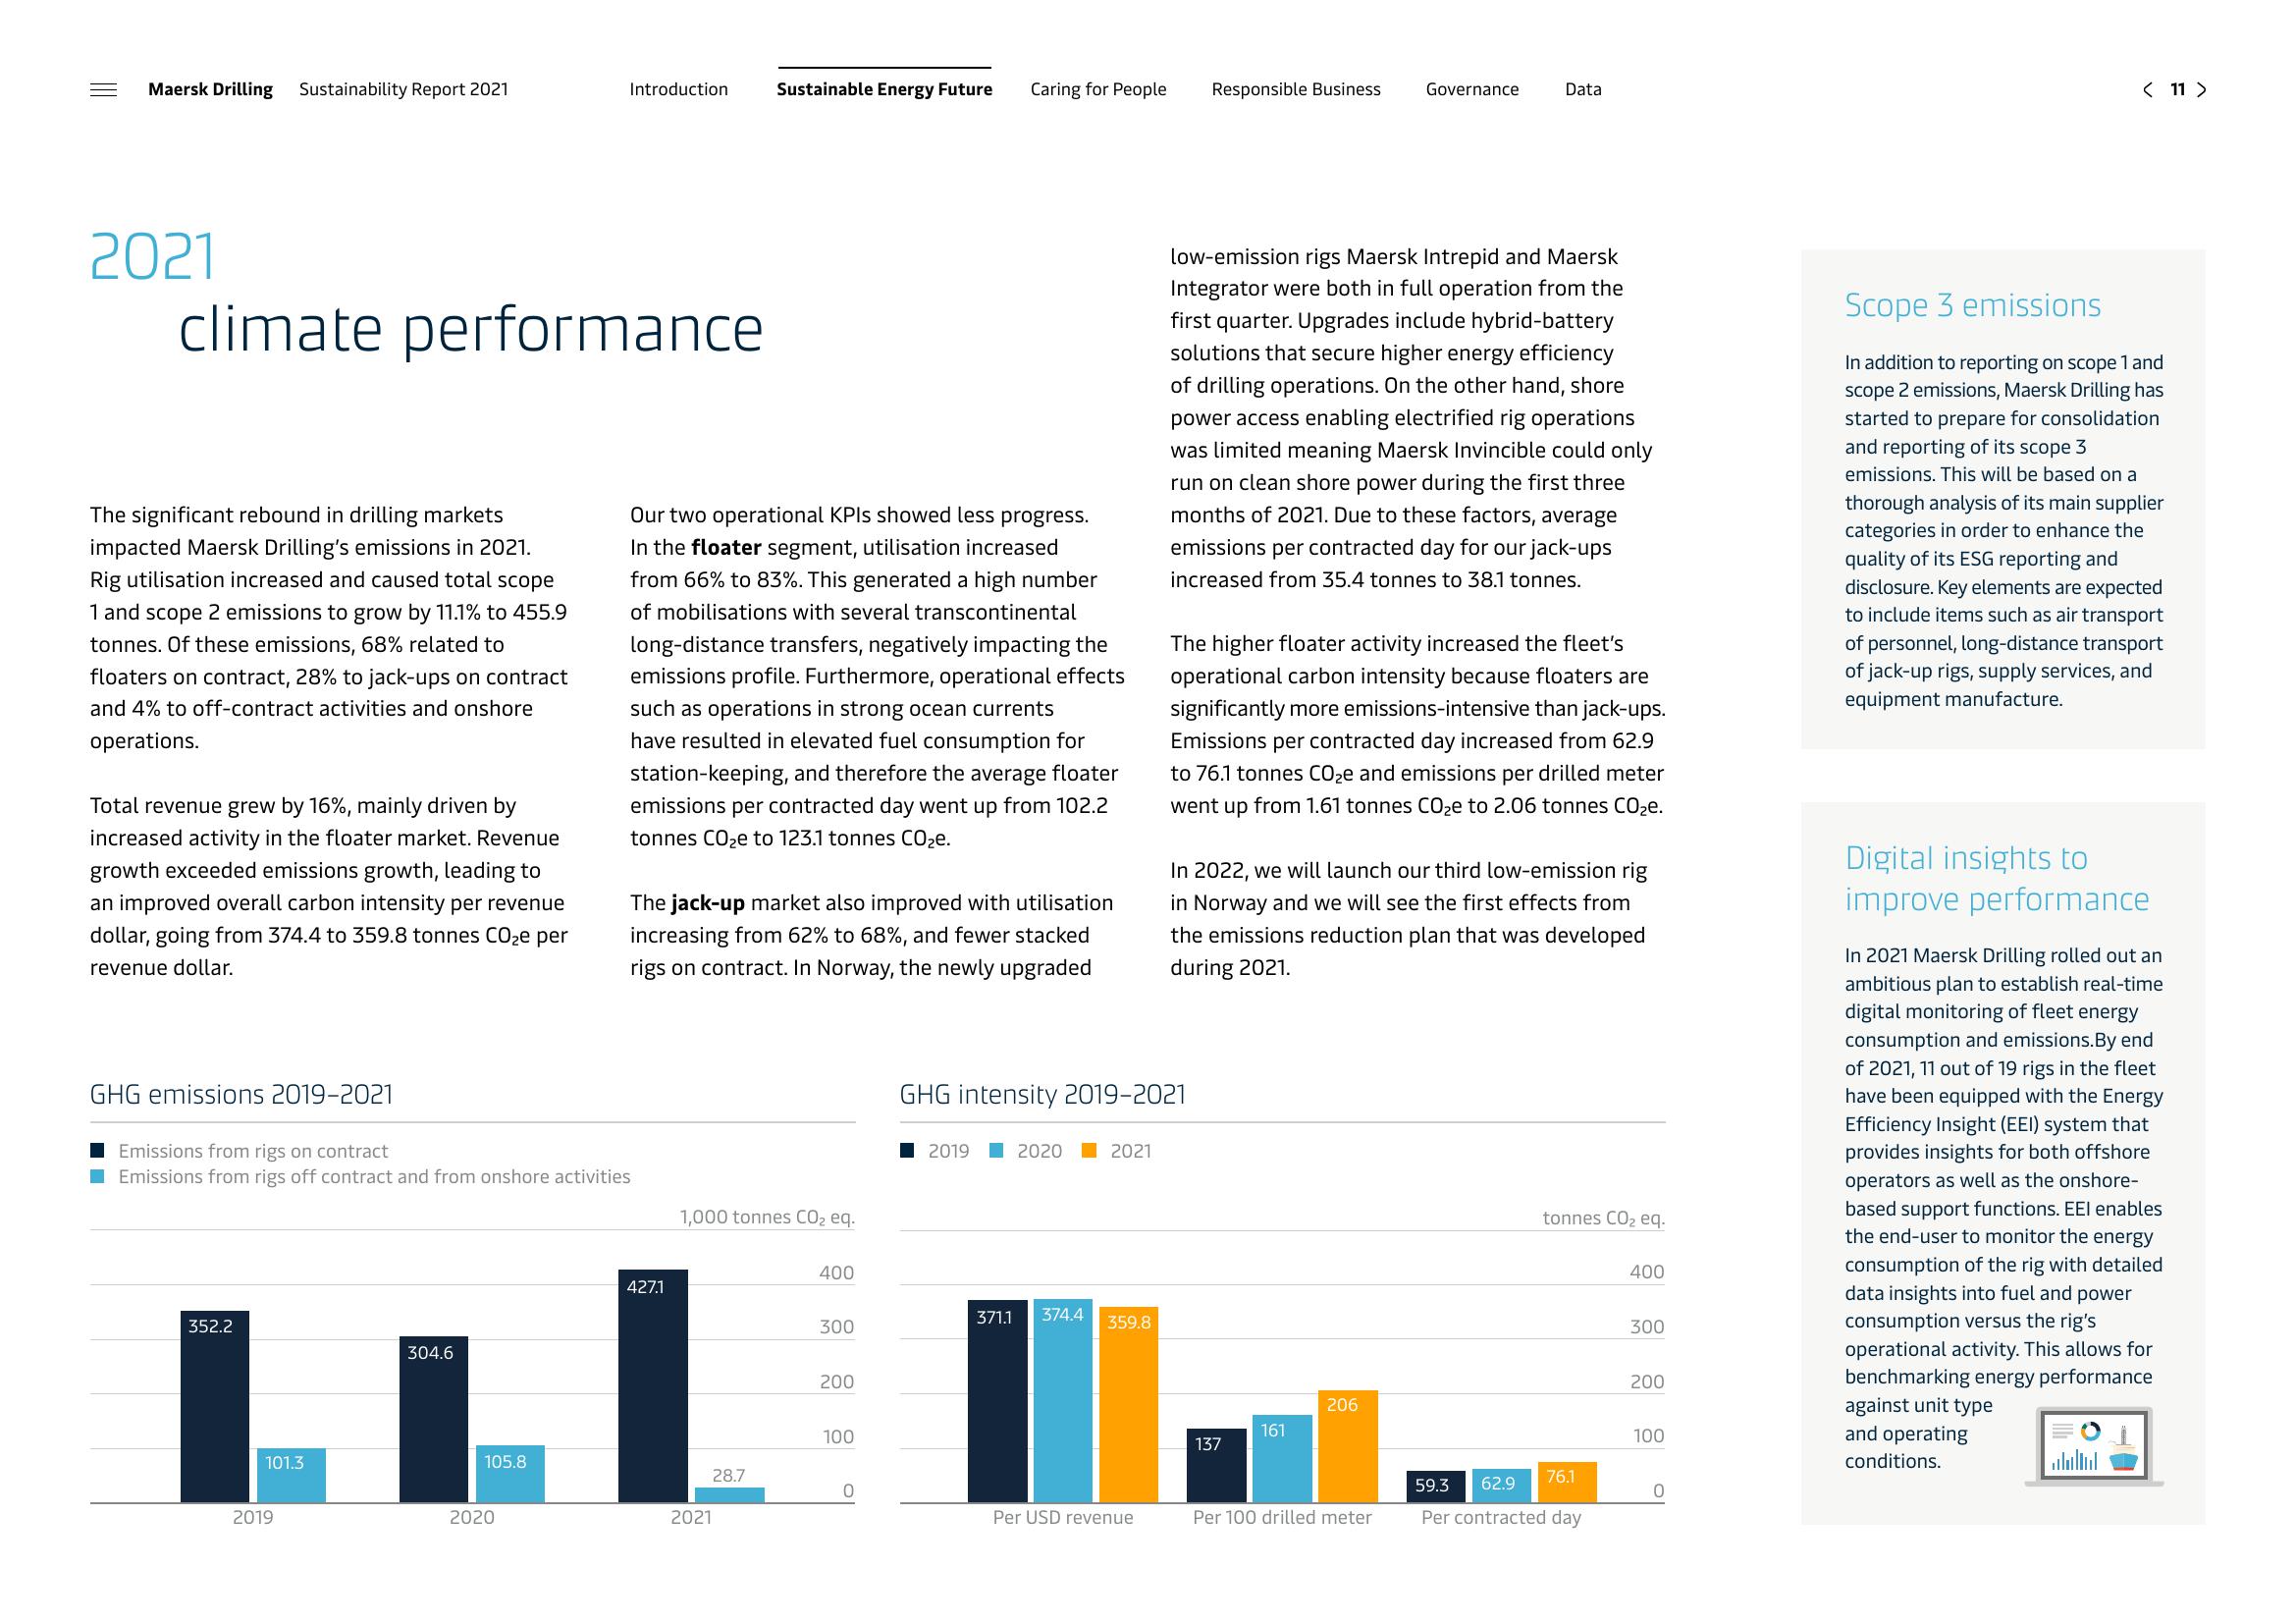 Maersk Drilling Sustainability Report 2021 Introduction Sustainable Energy Future Caring for People Responsible Business Governance Data < 11 >
2021
climate performance
The significant rebound in drilling markets
impacted Maersk Drilling’s emissions in 2021.
Rig utilisation increased and caused total scope
1 and scope 2 emissions to grow by 11.1% to 455.9
tonnes. Of these emissions, 68% related to
floaters on contract, 28% to jack-ups on contract
and 4% to off-contract activities and onshore
operations.
Total revenue grew by 16%, mainly driven by
increased activity in the floater market. Revenue
growth exceeded emissions growth, leading to
an improved overall carbon intensity per revenue
dollar, going from 374.4 to 359.8 tonnes CO₂e per
revenue dollar.
Our two operational KPIs showed less progress.
In the floater segment, utilisation increased
from 66% to 83%. This generated a high number
of mobilisations with several transcontinental
long-distance transfers, negatively impacting the
emissions profile. Furthermore, operational effects
such as operations in strong ocean currents
have resulted in elevated fuel consumption for
station-keeping, and therefore the average floater
emissions per contracted day went up from 102.2
tonnes CO₂e to 123.1 tonnes CO₂e.
The jack-up market also improved with utilisation
increasing from 62% to 68%, and fewer stacked
rigs on contract. In Norway, the newly upgraded
low-emission rigs Maersk Intrepid and Maersk
Integrator were both in full operation from the
first quarter. Upgrades include hybrid-battery
solutions that secure higher energy efficiency
of drilling operations. On the other hand, shore
power access enabling electrified rig operations
was limited meaning Maersk Invincible could only
run on clean shore power during the first three
months of 2021. Due to these factors, average
emissions per contracted day for our jack-ups
increased from 35.4 tonnes to 38.1 tonnes.
The higher floater activity increased the fleet’s
operational carbon intensity because floaters are
significantly more emissions-intensive than jack-ups.
Emissions per contracted day increased from 62.9
to 76.1 tonnes CO₂e and emissions per drilled meter
went up from 1.61 tonnes CO₂e to 2.06 tonnes CO₂e.
In 2022, we will launch our third low-emission rig
in Norway and we will see the first effects from
the emissions reduction plan that was developed
during 2021.
GHG emissions 2019–2021
Emissions from rigs on contract
Emissions from rigs off contract and from onshore activities
1,000 tonnes CO₂ eq.
400
300
200
100
0
352.2
101.3
304.6
105.8
427.1
28.7
2019 2020 2021
GHG intensity 2019–2021
2019 2020 2021
tonnes CO₂ eq.
400
300
200
100
0
371.1 374.4 359.8
137 161 206
59.3 62.9 76.1
Per USD revenue Per 100 drilled meter Per contracted day
Scope 3 emissions
In addition to reporting on scope 1 and
scope 2 emissions, Maersk Drilling has
started to prepare for consolidation
and reporting of its scope 3
emissions. This will be based on a
thorough analysis of its main supplier
categories in order to enhance the
quality of its ESG reporting and
disclosure. Key elements are expected
to include items such as air transport
of personnel, long-distance transport
of jack-up rigs, supply services, and
equipment manufacture.
Digital insights to
improve performance
In 2021 Maersk Drilling rolled out an
ambitious plan to establish real-time
digital monitoring of fleet energy
consumption and emissions.By end
of 2021, 11 out of 19 rigs in the fleet
have been equipped with the Energy
Efficiency Insight (EEI) system that
provides insights for both offshore
operators as well as the onshore-
based support functions. EEI enables
the end-user to monitor the energy
consumption of the rig with detailed
data insights into fuel and power
consumption versus the rig’s
operational activity. This allows for
benchmarking energy performance
against unit type
and operating
conditions.